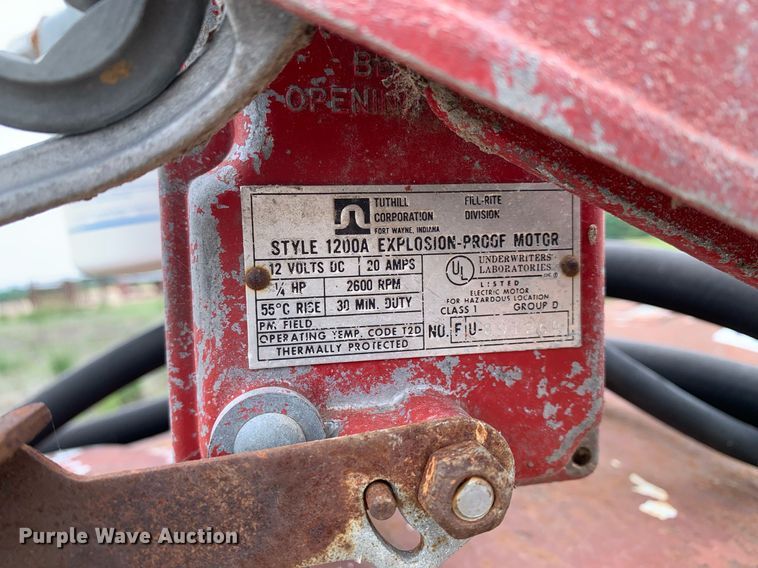 OPENING
TUTHILL CORPORATION FILL-RITE DIVISION
FORT WAYNE, INDIANA
STYLE 1200A EXPLOSION-PROOF MOTOR
12 VOLTS DC 20 AMPS
1/4 HP 2600 RPM
55°C RISE 30 MIN. DUTY
P.M. FIELD
OPERATING TEMP. CODE T2D
THERMALLY PROTECTED
UL UNDERWRITERS LABORATORIES INC.®
LISTED
ELECTRIC MOTOR
FOR HAZARDOUS LOCATION
CLASS 1 GROUP D
NO. FIU
Purple Wave Auction